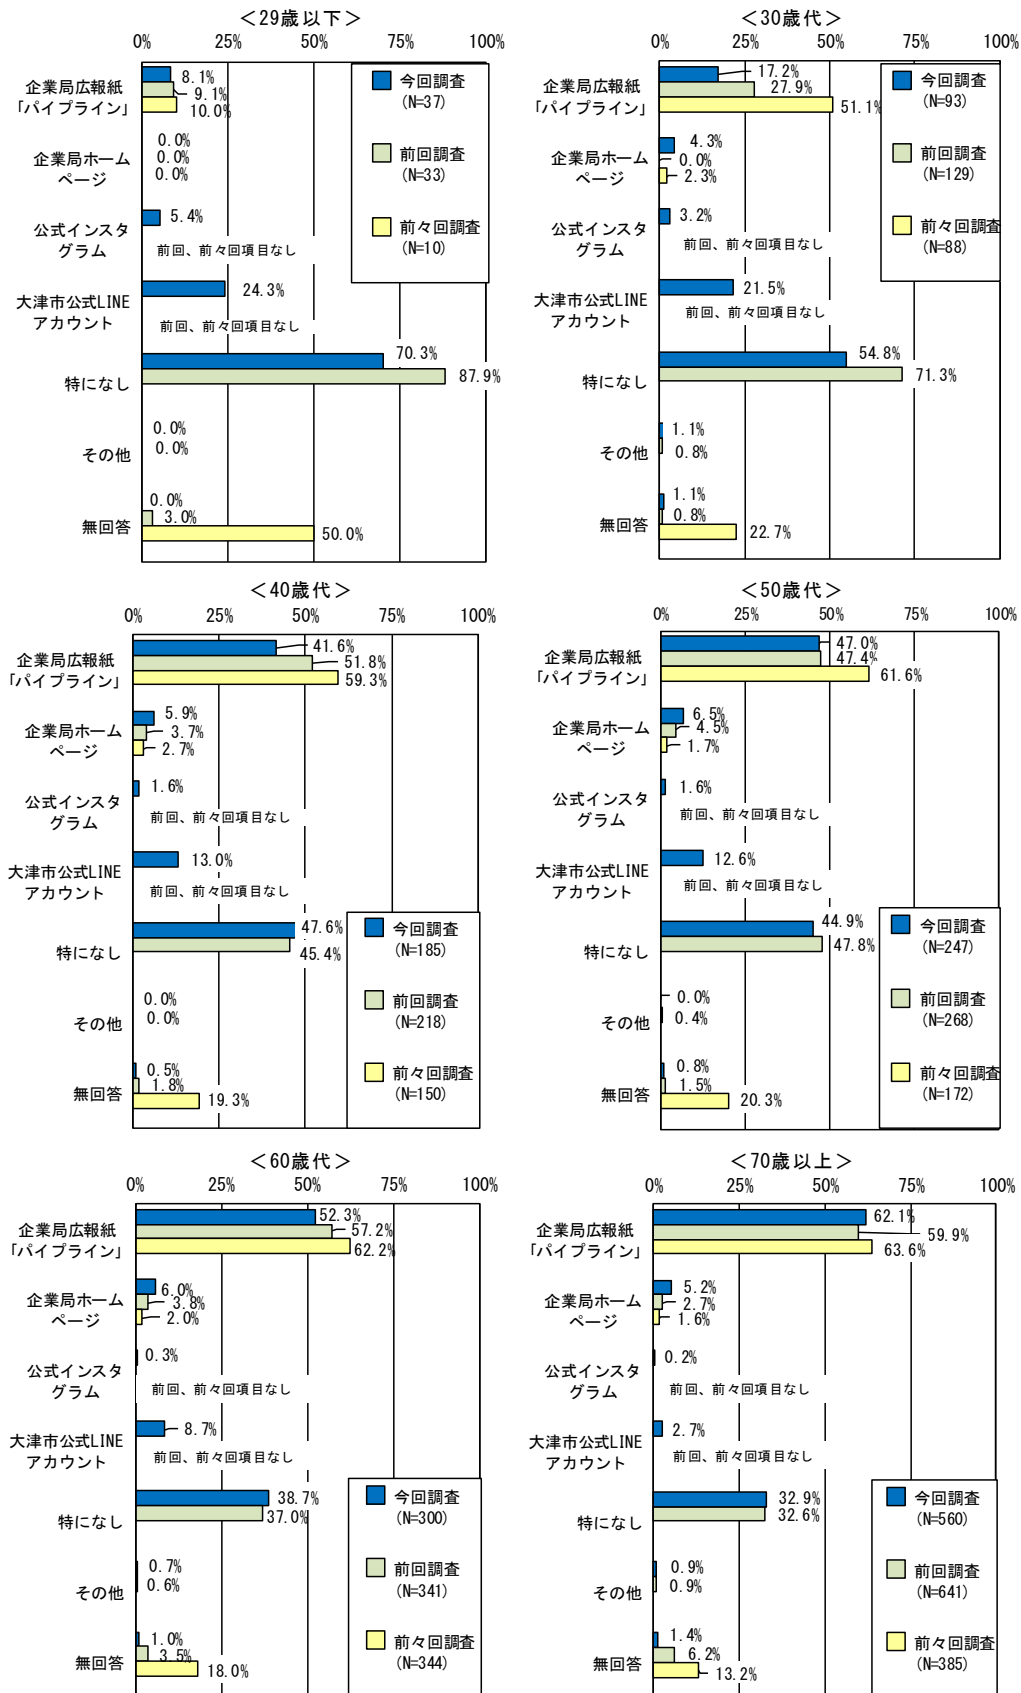 ＜29歳以下＞
0% 25% 50% 75% 100%
企業局広報紙
「パイプライン」
8.1%
9.1%
10.0%
企業局ホーム
ページ
0.0%
0.0%
0.0%
公式インスタ
グラム
5.4%
前回、前々回項目なし
大津市公式LINE
アカウント
24.3%
前回、前々回項目なし
特になし
70.3%
87.9%
その他
0.0%
0.0%
無回答
0.0%
3.0%
50.0%
今回調査
(N=37)
前回調査
(N=33)
前々回調査
(N=10)
＜30歳代＞
0% 25% 50% 75% 100%
企業局広報紙
「パイプライン」
17.2%
27.9%
51.1%
企業局ホーム
ページ
4.3%
0.0%
2.3%
公式インスタ
グラム
3.2%
前回、前々回項目なし
大津市公式LINE
アカウント
21.5%
前回、前々回項目なし
特になし
54.8%
71.3%
その他
1.1%
0.8%
無回答
1.1%
0.8%
22.7%
今回調査
(N=93)
前回調査
(N=129)
前々回調査
(N=88)
＜40歳代＞
0% 25% 50% 75% 100%
企業局広報紙
「パイプライン」
41.6%
51.8%
59.3%
企業局ホーム
ページ
5.9%
3.7%
2.7%
公式インスタ
グラム
1.6%
前回、前々回項目なし
大津市公式LINE
アカウント
13.0%
前回、前々回項目なし
特になし
47.6%
45.4%
その他
0.0%
0.0%
無回答
0.5%
1.8%
19.3%
今回調査
(N=185)
前回調査
(N=218)
前々回調査
(N=150)
＜50歳代＞
0% 25% 50% 75% 100%
企業局広報紙
「パイプライン」
47.0%
47.4%
61.6%
企業局ホーム
ページ
6.5%
4.5%
1.7%
公式インスタ
グラム
1.6%
前回、前々回項目なし
大津市公式LINE
アカウント
12.6%
前回、前々回項目なし
特になし
44.9%
47.8%
その他
0.0%
0.4%
無回答
0.8%
1.5%
20.3%
今回調査
(N=247)
前回調査
(N=268)
前々回調査
(N=172)
＜60歳代＞
0% 25% 50% 75% 100%
企業局広報紙
「パイプライン」
52.3%
57.2%
62.2%
企業局ホーム
ページ
6.0%
3.8%
2.0%
公式インスタ
グラム
0.3%
前回、前々回項目なし
大津市公式LINE
アカウント
8.7%
前回、前々回項目なし
特になし
38.7%
37.0%
その他
0.7%
0.6%
無回答
1.0%
3.5%
18.0%
今回調査
(N=300)
前回調査
(N=341)
前々回調査
(N=344)
＜70歳以上＞
0% 25% 50% 75% 100%
企業局広報紙
「パイプライン」
62.1%
59.9%
63.6%
企業局ホーム
ページ
5.2%
2.7%
1.6%
公式インスタ
グラム
0.2%
前回、前々回項目なし
大津市公式LINE
アカウント
2.7%
前回、前々回項目なし
特になし
32.9%
32.6%
その他
0.9%
0.9%
無回答
1.4%
6.2%
13.2%
今回調査
(N=560)
前回調査
(N=641)
前々回調査
(N=385)